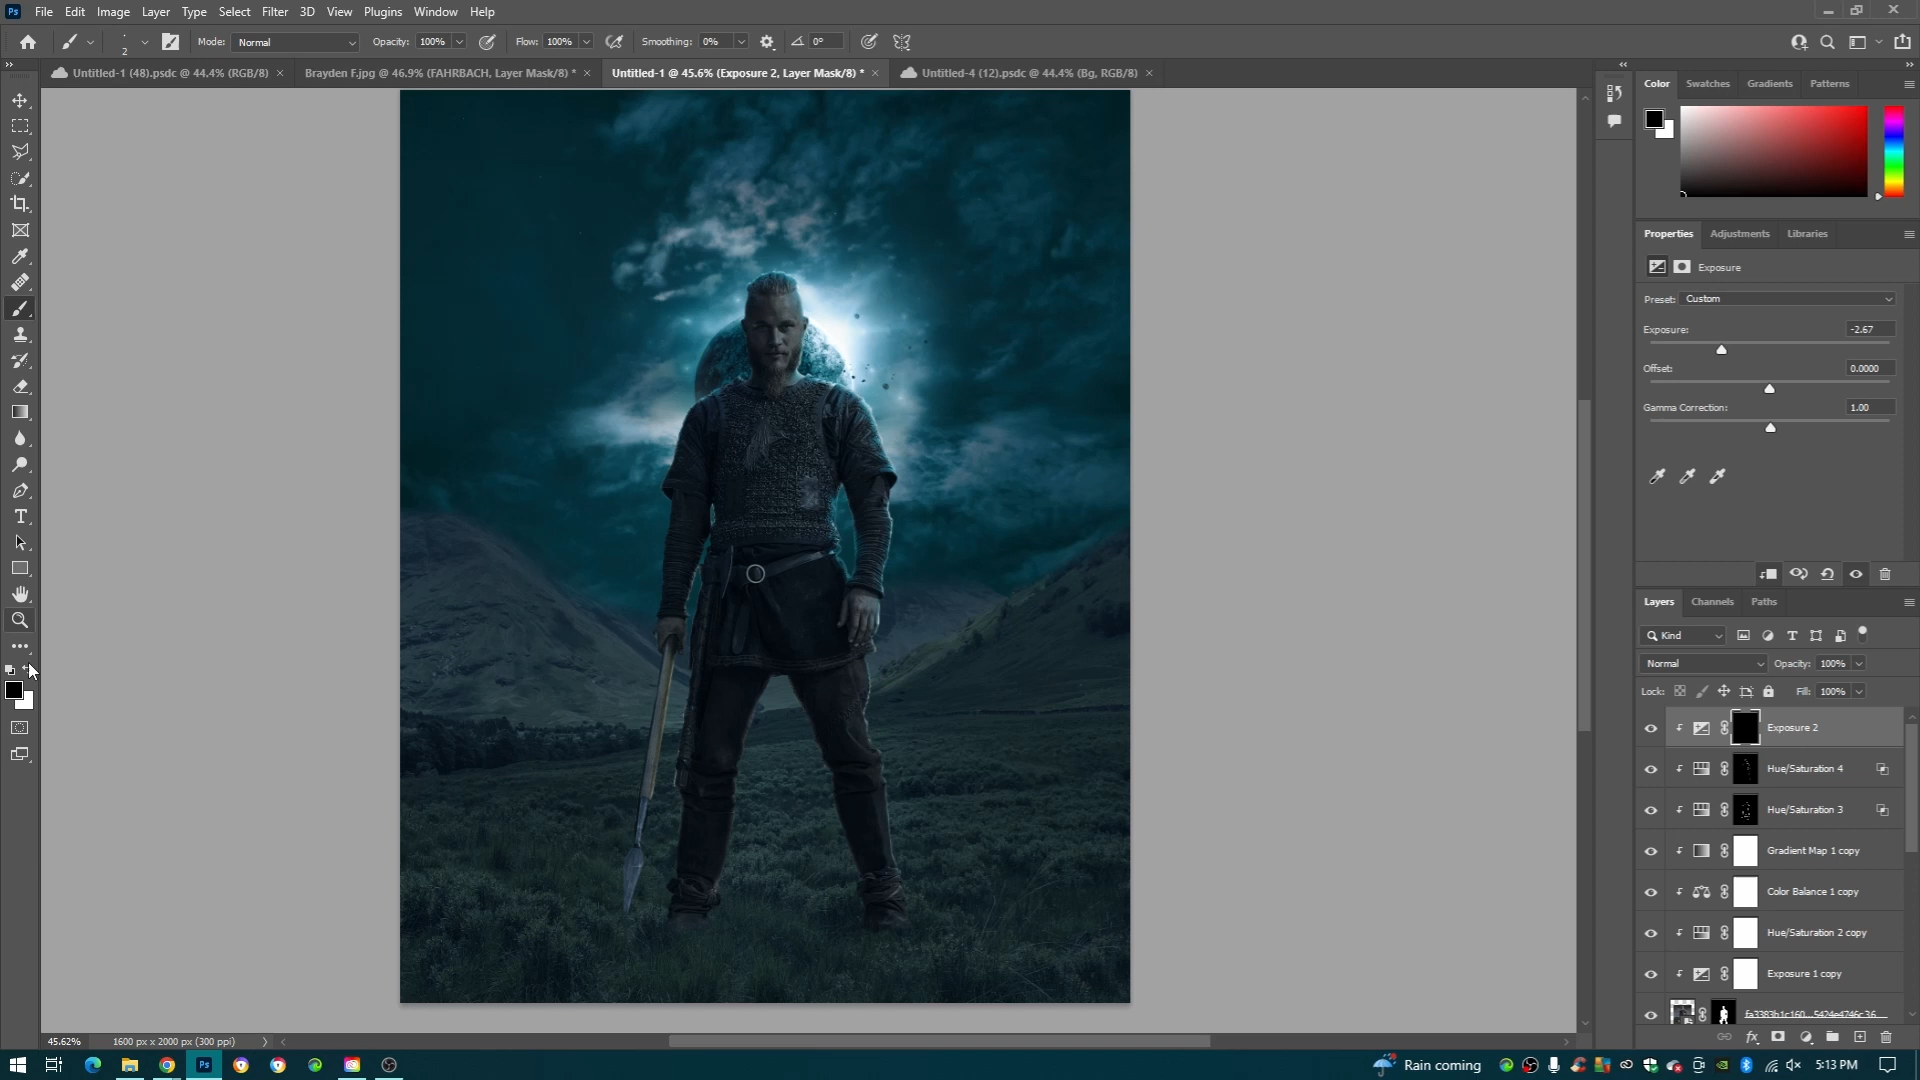 Ps File Edit Image Layer Type Select Filter 3D View Plugins Window Help
2 Mode: Normal Opacity: 100% Flow: 100% Smoothing: 0% 0°
Untitled-1 (48).psdc @ 44.4% (RGB/8) × Brayden F.jpg @ 46.9% (FAHRBACH, Layer Mask/8) * × Untitled-1 @ 45.6% (Exposure 2, Layer Mask/8) * × Untitled-4 (12).psdc @ 44.4% (Bg, RGB/8) ×
Color Swatches Gradients Patterns
Properties Adjustments Libraries
Exposure
Preset: Custom
Exposure: -2.67
Offset: 0.0000
Gamma Correction: 1.00
Layers Channels Paths
Kind
Normal Opacity: 100%
Lock: Fill: 100%
Exposure 2
Hue/Saturation 4
Hue/Saturation 3
Gradient Map 1 copy
Color Balance 1 copy
Hue/Saturation 2 copy
Exposure 1 copy
fa3383b1c160...5424e4746c36...
45.62% 1600 px x 2000 px (300 ppi)
Ps Rain coming 5:13 PM